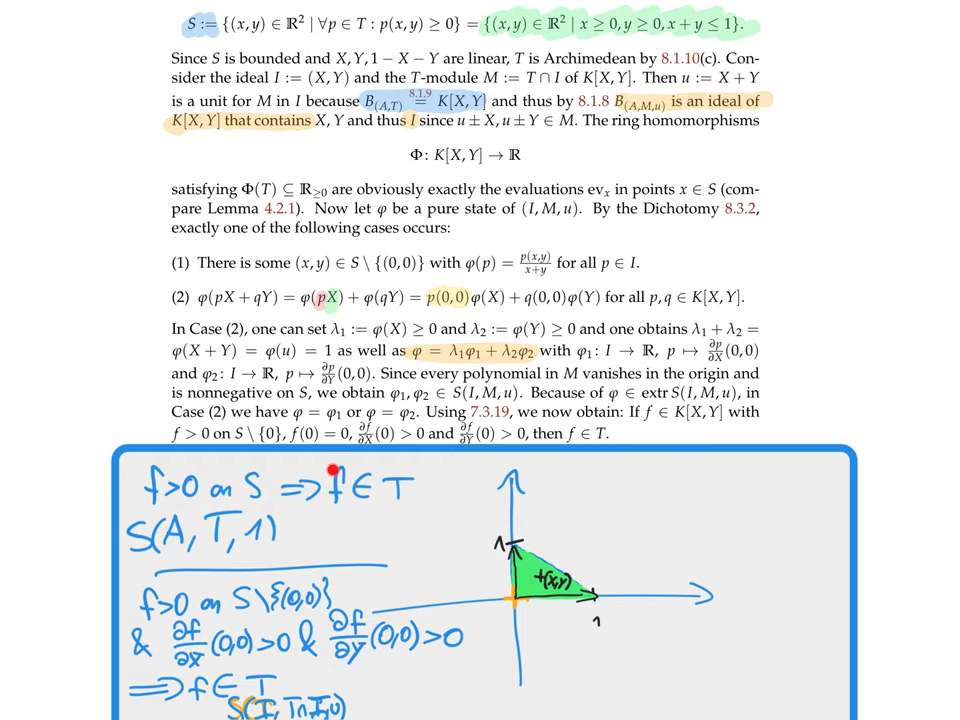 S := {(x, y) ∈ ℝ² | ∀p ∈ T : p(x, y) ≥ 0} = {(x, y) ∈ ℝ² | x ≥ 0, y ≥ 0, x + y ≤ 1}.
Since S is bounded and X, Y, 1 − X − Y are linear, T is Archimedean by 8.1.10(c). Con-
sider the ideal I := (X, Y) and the T-module M := T ∩ I of K[X, Y]. Then u := X + Y
is a unit for M in I because B_(A,T) =^{8.1.9} K[X, Y] and thus by 8.1.8 B_(A,M,u) is an ideal of
K[X, Y] that contains X, Y and thus I since u ± X, u ± Y ∈ M. The ring homomorphisms
Φ: K[X, Y] → ℝ
satisfying Φ(T) ⊆ ℝ≥0 are obviously exactly the evaluations ev_x in points x ∈ S (com-
pare Lemma 4.2.1). Now let φ be a pure state of (I, M, u). By the Dichotomy 8.3.2,
exactly one of the following cases occurs:
(1) There is some (x, y) ∈ S \ {(0, 0)} with φ(p) = p(x,y)/(x+y) for all p ∈ I.
(2) φ(pX + qY) = φ(pX) + φ(qY) = p(0, 0)φ(X) + q(0, 0)φ(Y) for all p, q ∈ K[X, Y].
In Case (2), one can set λ₁ := φ(X) ≥ 0 and λ₂ := φ(Y) ≥ 0 and one obtains λ₁ + λ₂ =
φ(X + Y) = φ(u) = 1 as well as φ = λ₁φ₁ + λ₂φ₂ with φ₁: I → ℝ, p ↦ ∂p/∂X (0, 0)
and φ₂: I → ℝ, p ↦ ∂p/∂Y (0, 0). Since every polynomial in M vanishes in the origin and
is nonnegative on S, we obtain φ₁, φ₂ ∈ S(I, M, u). Because of φ ∈ extr S(I, M, u), in
Case (2) we have φ = φ₁ or φ = φ₂. Using 7.3.19, we now obtain: If f ∈ K[X, Y] with
f > 0 on S \ {0}, f(0) = 0, ∂f/∂X (0) > 0 and ∂f/∂Y (0) > 0, then f ∈ T.
f>0 on S ⟹ f ∈ T
S(A, T, 1)
f>0 on S\{(0,0)}
& ∂f/∂x (0,0)>0 & ∂f/∂y (0,0)>0
⟹ f ∈ T
S(I, T∩I, u)
1
+(x,y)
1